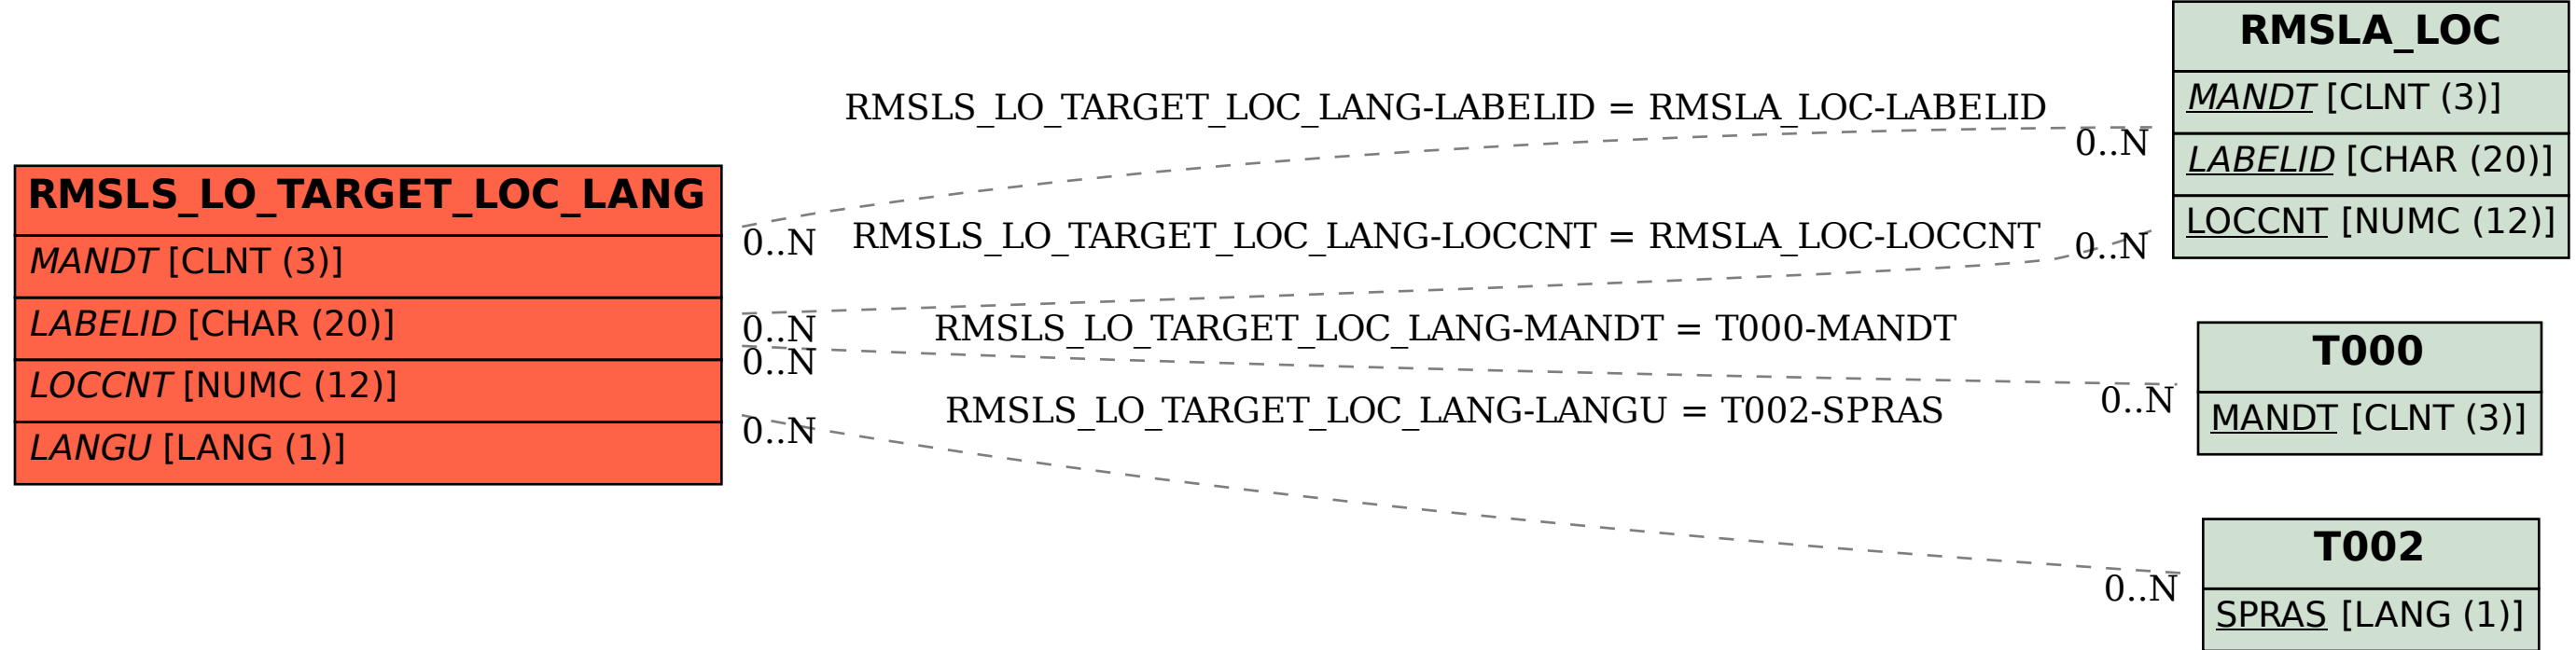 RMSLS_LO_TARGET_LOC_LANG
MANDT [CLNT (3)]
LABELID [CHAR (20)]
LOCCNT [NUMC (12)]
LANGU [LANG (1)]
RMSLS_LO_TARGET_LOC_LANG-LABELID = RMSLA_LOC-LABELID
0..N
0..N
RMSLS_LO_TARGET_LOC_LANG-LOCCNT = RMSLA_LOC-LOCCNT
0..N
0..N
RMSLS_LO_TARGET_LOC_LANG-MANDT = T000-MANDT
0..N
0..N
RMSLS_LO_TARGET_LOC_LANG-LANGU = T002-SPRAS
0..N
0..N
RMSLA_LOC
MANDT [CLNT (3)]
LABELID [CHAR (20)]
LOCCNT [NUMC (12)]
T000
MANDT [CLNT (3)]
T002
SPRAS [LANG (1)]